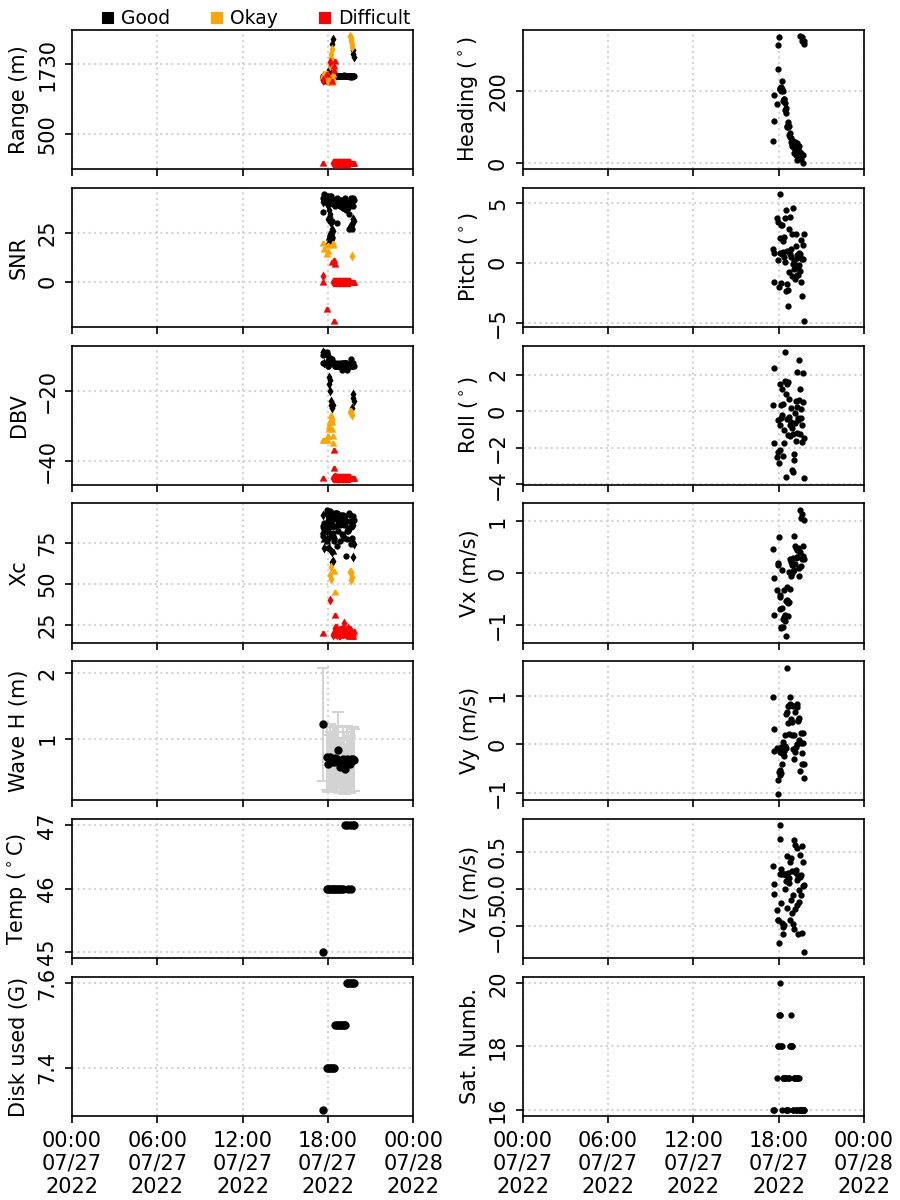 Good Okay Difficult
Range (m)
1730
500
Heading (°)
200
0
SNR
25
0
Pitch (°)
5
0
−5
DBV
−20
−40
Roll (°)
2
0
−2
−4
Xc
75
50
25
Vx (m/s)
1
0
−1
Wave H (m)
2
1
Vy (m/s)
1
0
−1
Temp (°C)
47
46
45
Vz (m/s)
0.5
0.0
−0.5
Disk used (G)
7.6
7.4
Sat. Numb.
20
18
16
00:00 06:00 12:00 18:00 00:00
07/27 07/27 07/27 07/27 07/28
2022 2022 2022 2022 2022
00:00 06:00 12:00 18:00 00:00
07/27 07/27 07/27 07/27 07/28
2022 2022 2022 2022 2022